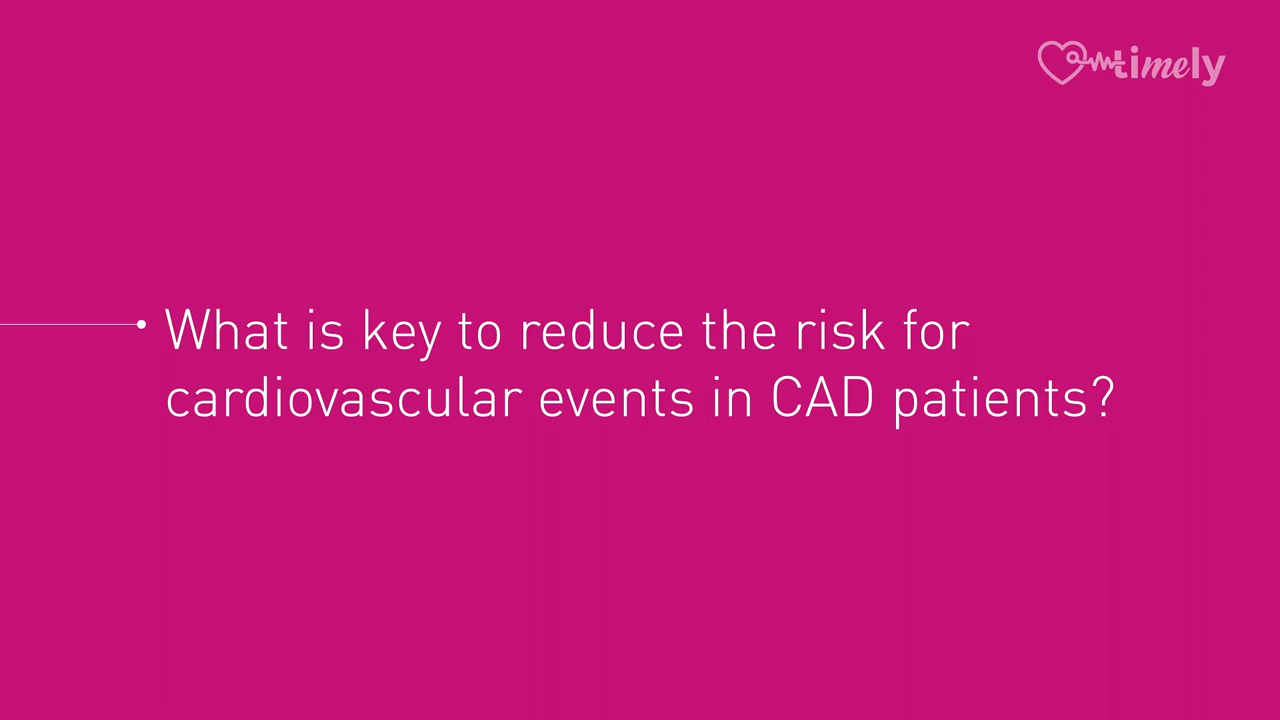 timely
What is key to reduce the risk for
cardiovascular events in CAD patients?